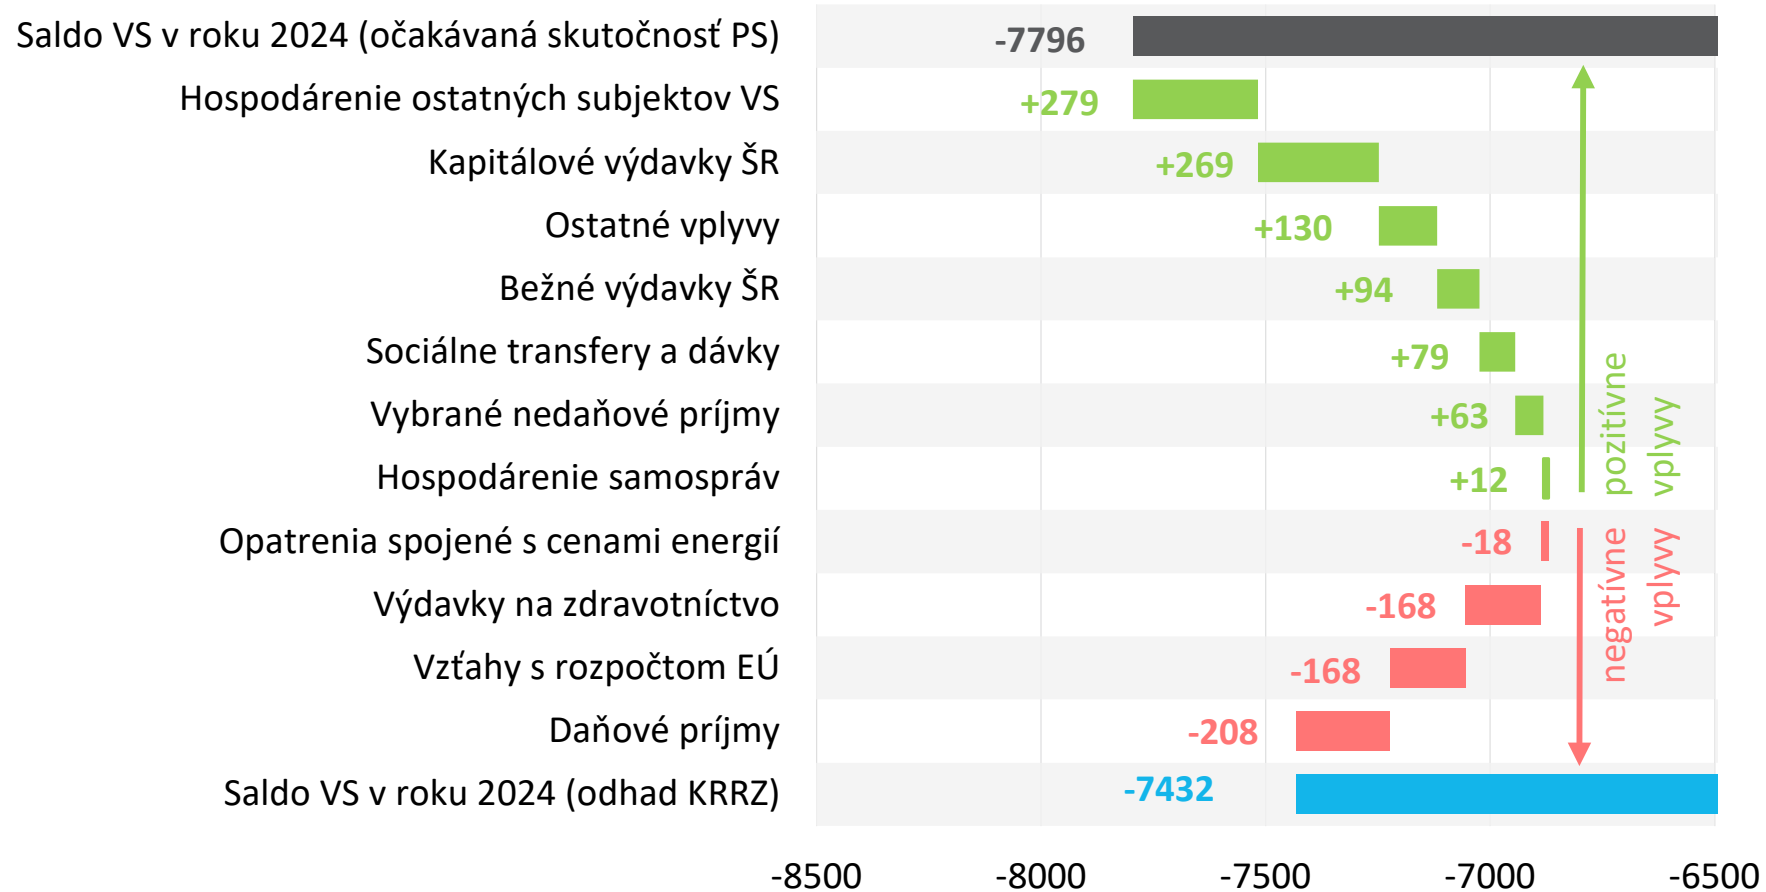 Saldo VS v roku 2024 (očakávaná skutočnosť PS) -7796
Hospodárenie ostatných subjektov VS +279
Kapitálové výdavky ŠR +269
Ostatné vplyvy +130
Bežné výdavky ŠR +94
Sociálne transfery a dávky +79
Vybrané nedaňové príjmy +63
Hospodárenie samospráv +12
pozitívne
vplyvy
Opatrenia spojené s cenami energií -18
Výdavky na zdravotníctvo -168
Vzťahy s rozpočtom EÚ -168
Daňové príjmy -208
negatívne
vplyvy
Saldo VS v roku 2024 (odhad KRRZ) -7432
-8500 -8000 -7500 -7000 -6500